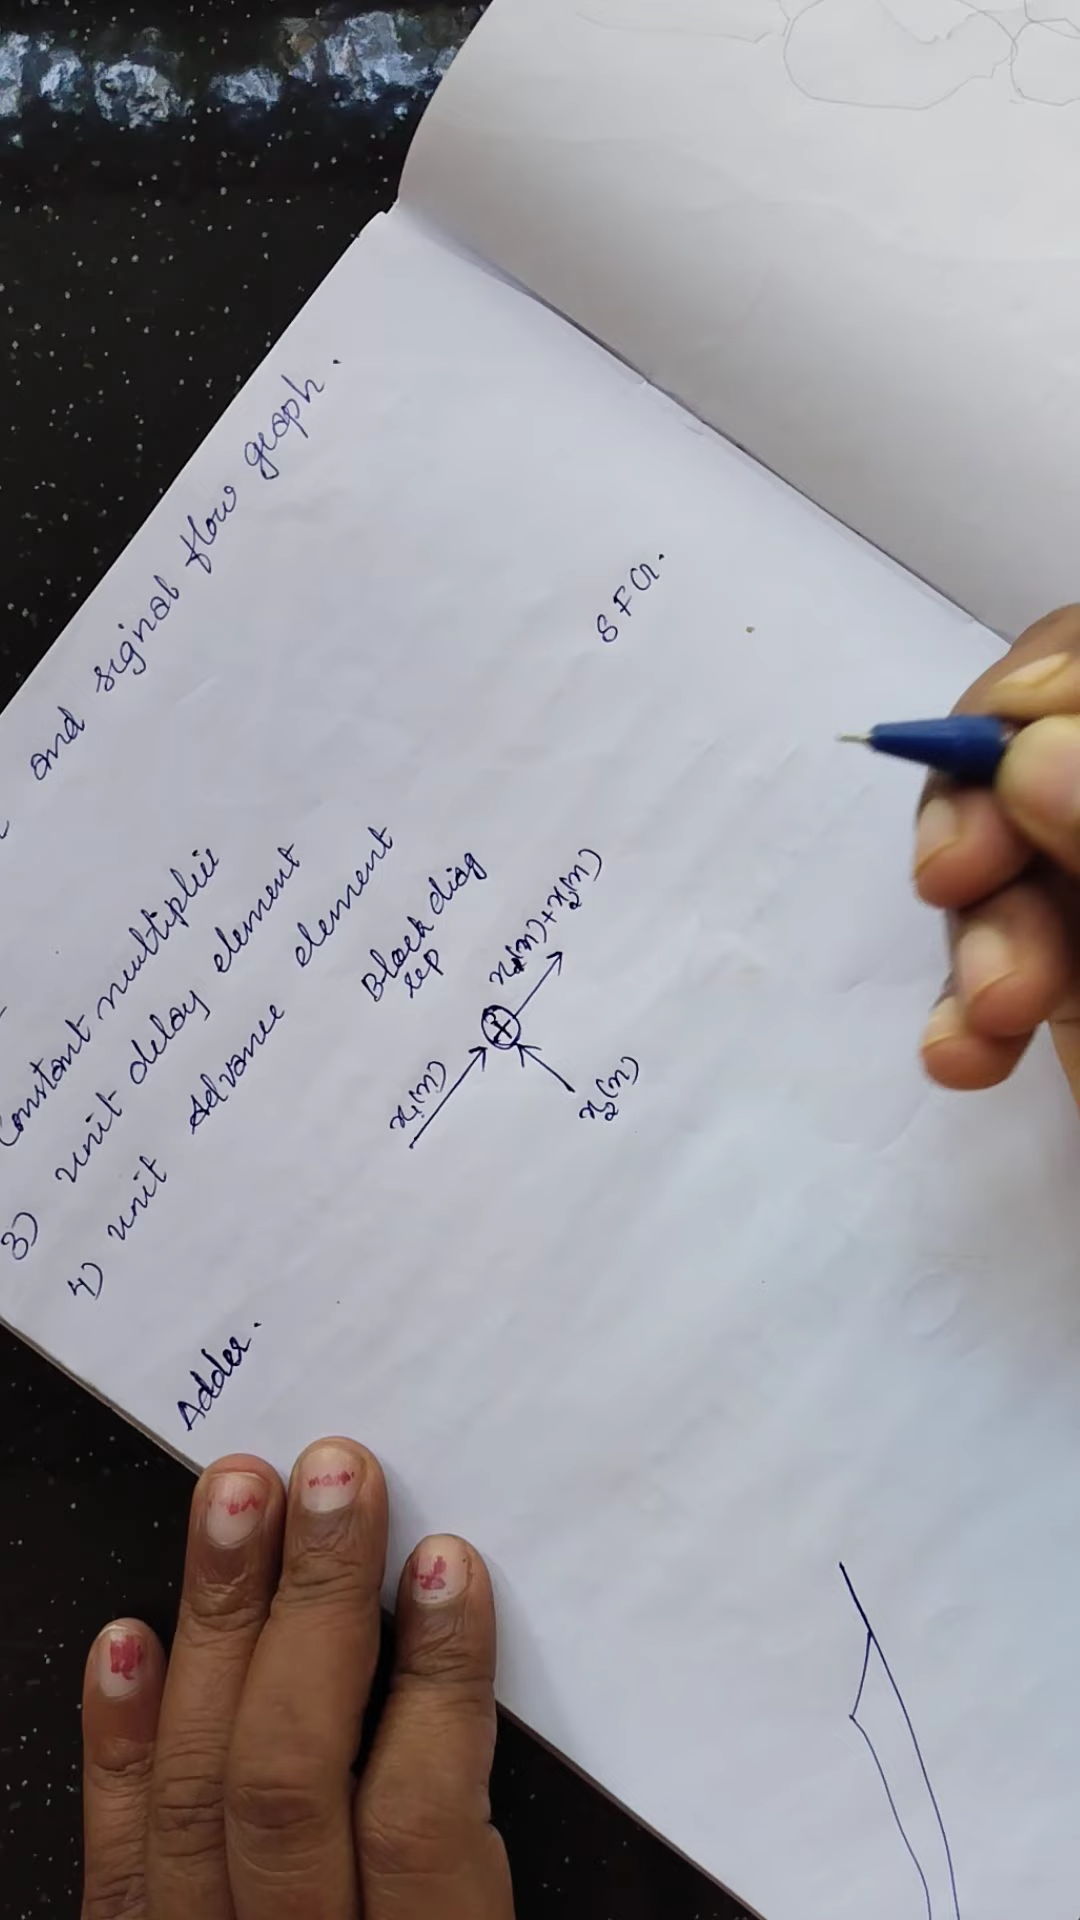 and signal flow graph.
Constant multiplier
3) unit delay element
4) unit Advance element
Block diag
rep
SFG.
Adder.
x₁(n)
x₁(n)+x₂(n)
x₂(n)